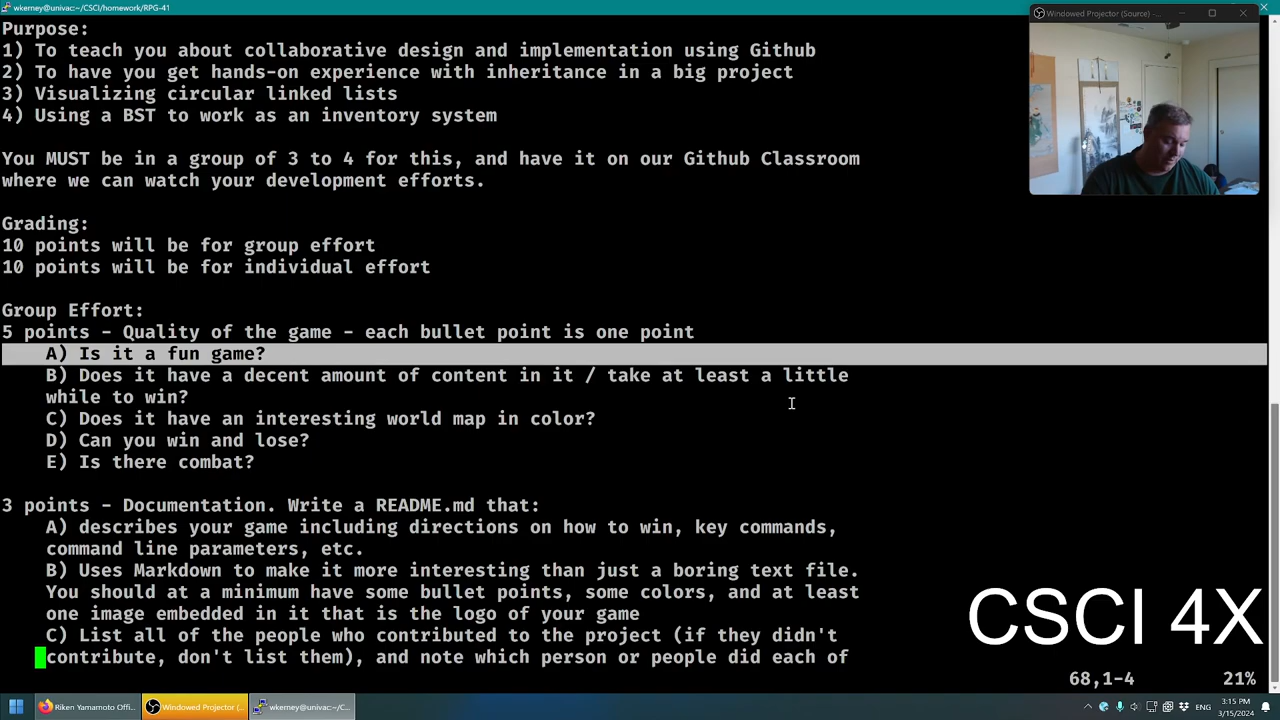 wkerney@univac:~/CSCI/homework/RPG-41
Windowed Projector (Source) -...
Purpose:
1) To teach you about collaborative design and implementation using Github
2) To have you get hands-on experience with inheritance in a big project
3) Visualizing circular linked lists
4) Using a BST to work as an inventory system
You MUST be in a group of 3 to 4 for this, and have it on our Github Classroom
where we can watch your development efforts.
Grading:
10 points will be for group effort
10 points will be for individual effort
Group Effort:
5 points - Quality of the game - each bullet point is one point
A) Is it a fun game?
B) Does it have a decent amount of content in it / take at least a little
while to win?
C) Does it have an interesting world map in color?
D) Can you win and lose?
E) Is there combat?
3 points - Documentation. Write a README.md that:
A) describes your game including directions on how to win, key commands,
command line parameters, etc.
B) Uses Markdown to make it more interesting than just a boring text file.
You should at a minimum have some bullet points, some colors, and at least
one image embedded in it that is the logo of your game
C) List all of the people who contributed to the project (if they didn't
contribute, don't list them), and note which person or people did each of
CSCI 4X
68,1-4 21%
Riken Yamamoto Offi...
Windowed Projector (...
wkerney@univac:~/C...
ENG
3:15 PM
3/15/2024